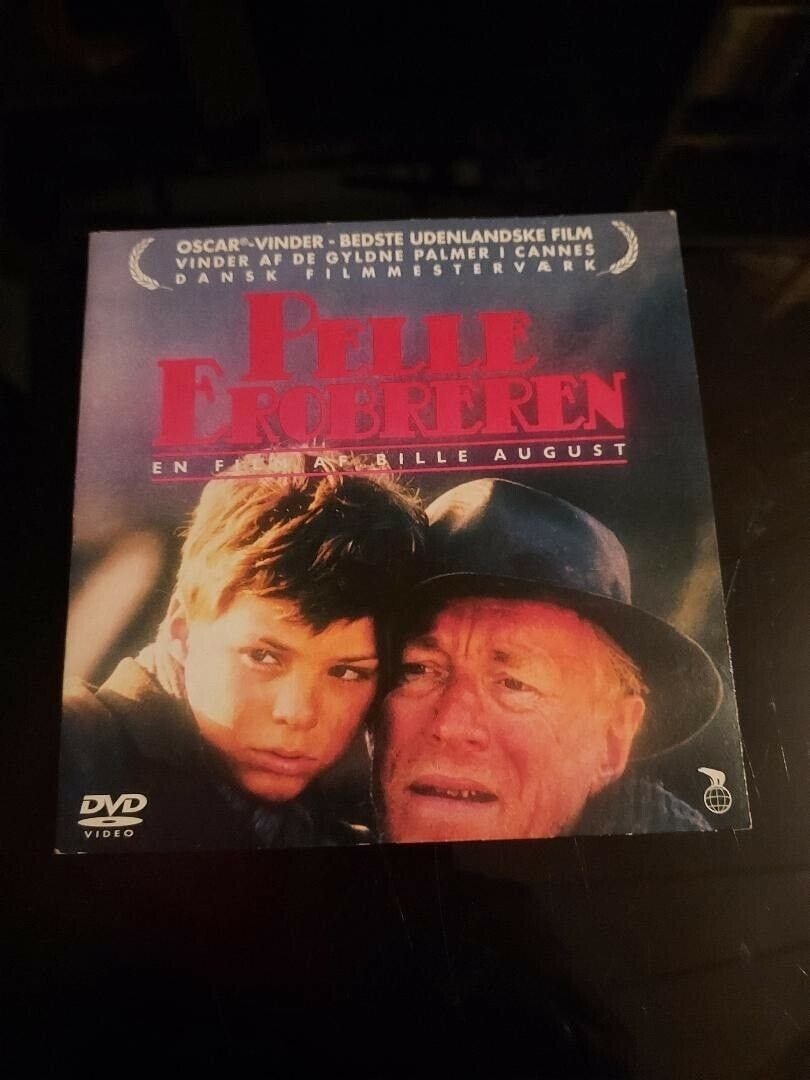 OSCAR®-VINDER - BEDSTE UDENLANDSKE FILM
VINDER AF DE GYLDNE PALMER I CANNES
DANSK FILMMESTERVÆRK
PELLE
EROBREREN
EN FILM AF BILLE AUGUST
DVD
VIDEO